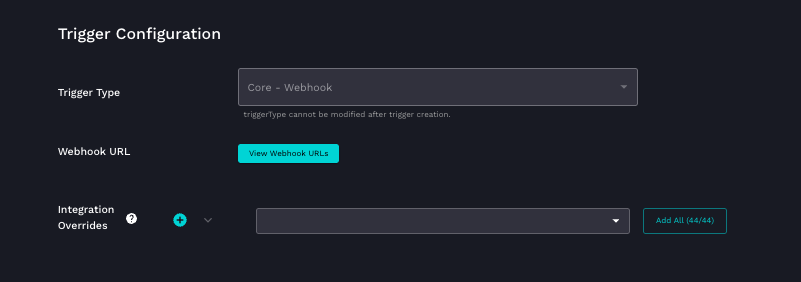 Trigger Configuration
Trigger Type
Core - Webhook
triggerType cannot be modified after trigger creation.
Webhook URL
View Webhook URLs
Integration
Overrides
?
Add All (44/44)